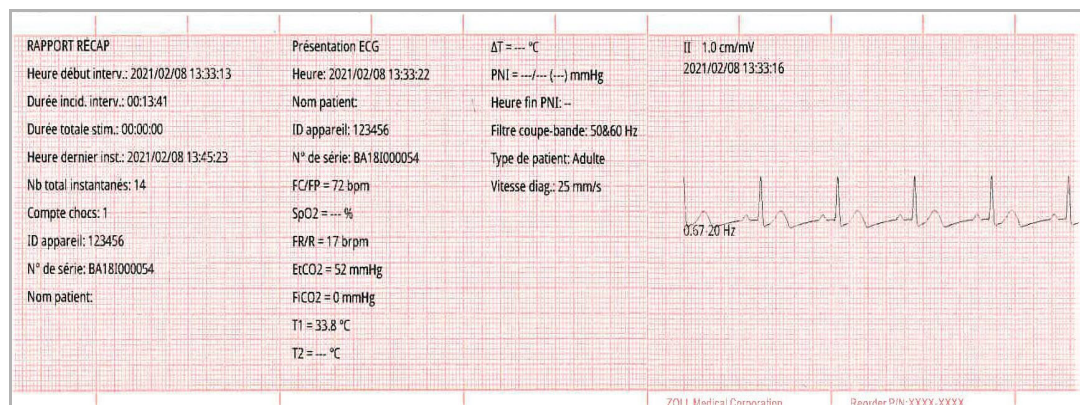 RAPPORT RÉCAP
Heure début interv.: 2021/02/08 13:33:13
Durée incid. interv.: 00:13:41
Durée totale stim.: 00:00:00
Heure dernier inst.: 2021/02/08 13:45:23
Nb total instantanés: 14
Compte chocs: 1
ID appareil: 123456
N° de série: BA18I000054
Nom patient:
Présentation ECG
Heure: 2021/02/08 13:33:22
Nom patient:
ID appareil: 123456
N° de série: BA18I000054
FC/FP = 72 bpm
SpO2 = --- %
FR/R = 17 brpm
EtCO2 = 52 mmHg
FiCO2 = 0 mmHg
T1 = 33.8 °C
T2 = --- °C
ΔT = --- °C
PNI = ---/--- (---) mmHg
Heure fin PNI: --
Filtre coupe-bande: 50&60 Hz
Type de patient: Adulte
Vitesse diag.: 25 mm/s
II 1.0 cm/mV
2021/02/08 13:33:16
0.67-20 Hz
ZOLL Medical Corporation Reorder P/N:XXXX-XXXX